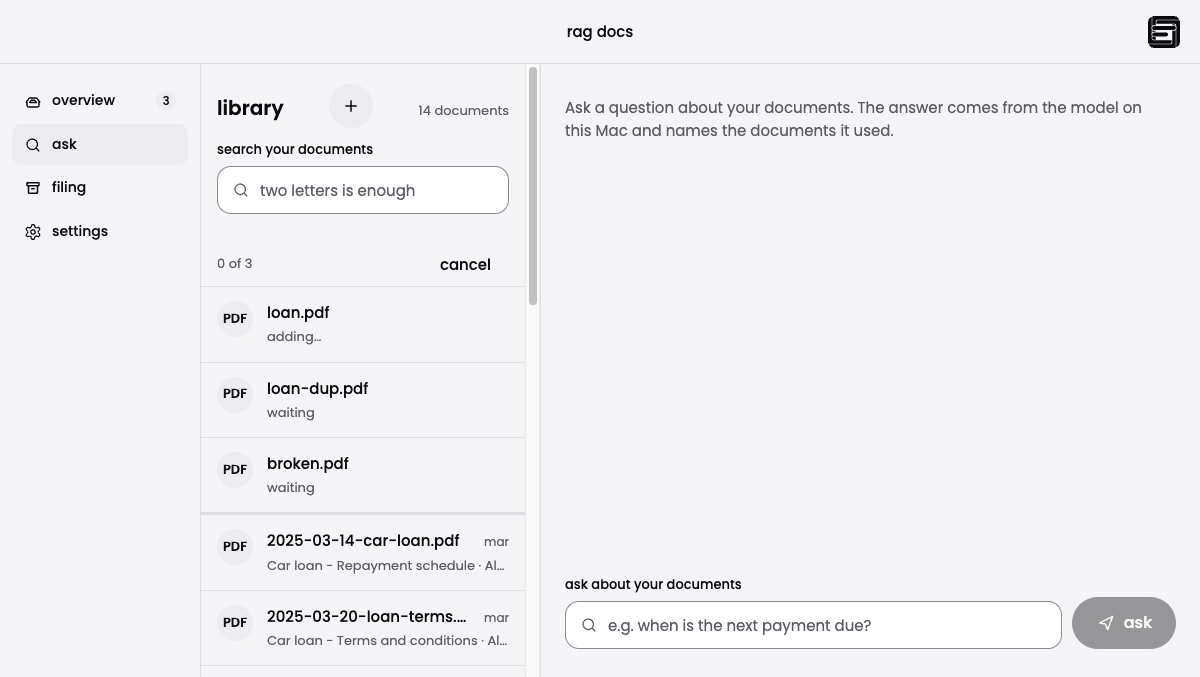 rag docs
overview
3
ask
filing
settings
library
+
14 documents
search your documents
two letters is enough
0 of 3
cancel
PDF
loan.pdf
adding…
PDF
loan-dup.pdf
waiting
PDF
broken.pdf
waiting
PDF
2025-03-14-car-loan.pdf
mar
Car loan - Repayment schedule · Al…
PDF
2025-03-20-loan-terms.…
mar
Car loan - Terms and conditions · Al…
Ask a question about your documents. The answer comes from the model on
this Mac and names the documents it used.
ask about your documents
e.g. when is the next payment due?
ask